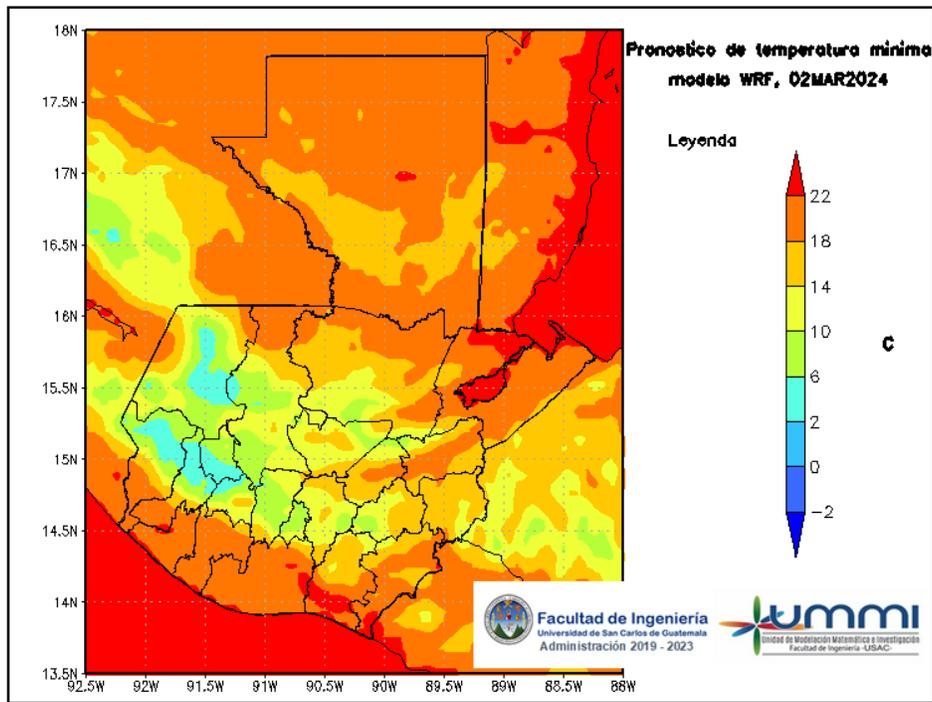 Pronostico de temperatura minima
modelo WRF, 02MAR2024
Leyenda
22
18
14
10
6
2
0
−2
C
18N
17.5N
17N
16.5N
16N
15.5N
15N
14.5N
14N
13.5N
92.5W
92W
91.5W
91W
90.5W
90W
89.5W
89W
88.5W
88W
Facultad de Ingeniería
Universidad de San Carlos de Guatemala
Administración 2019 - 2023
ummi
Unidad de Modelación Matemática e Investigación
Facultad de Ingeniería -USAC-